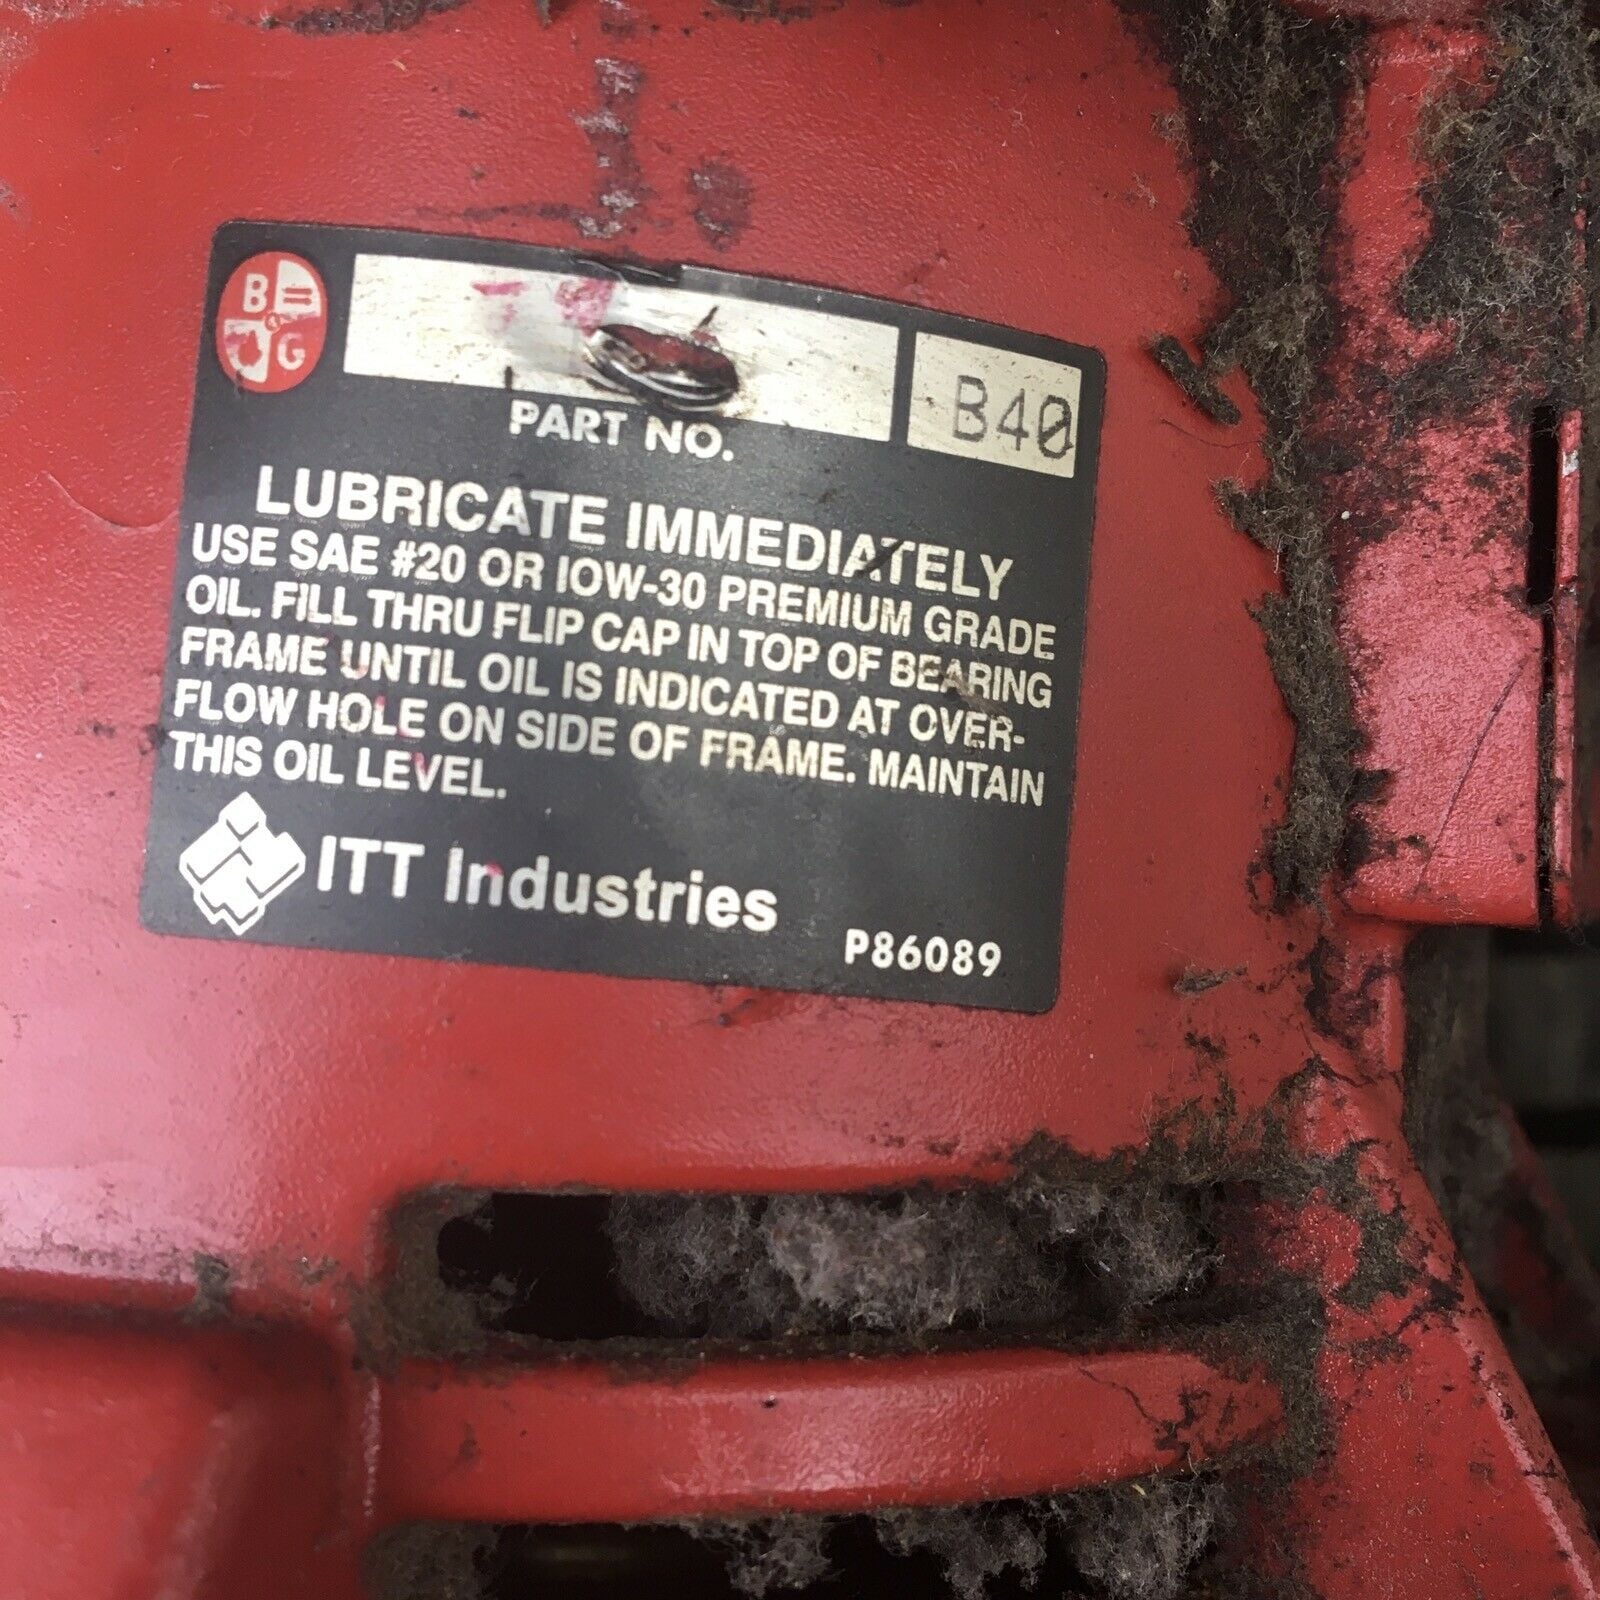 B & G
B40
PART NO.
LUBRICATE IMMEDIATELY
USE SAE #20 OR 10W-30 PREMIUM GRADE
OIL. FILL THRU FLIP CAP IN TOP OF BEARING
FRAME UNTIL OIL IS INDICATED AT OVER-
FLOW HOLE ON SIDE OF FRAME. MAINTAIN
THIS OIL LEVEL.
ITT Industries
P86089